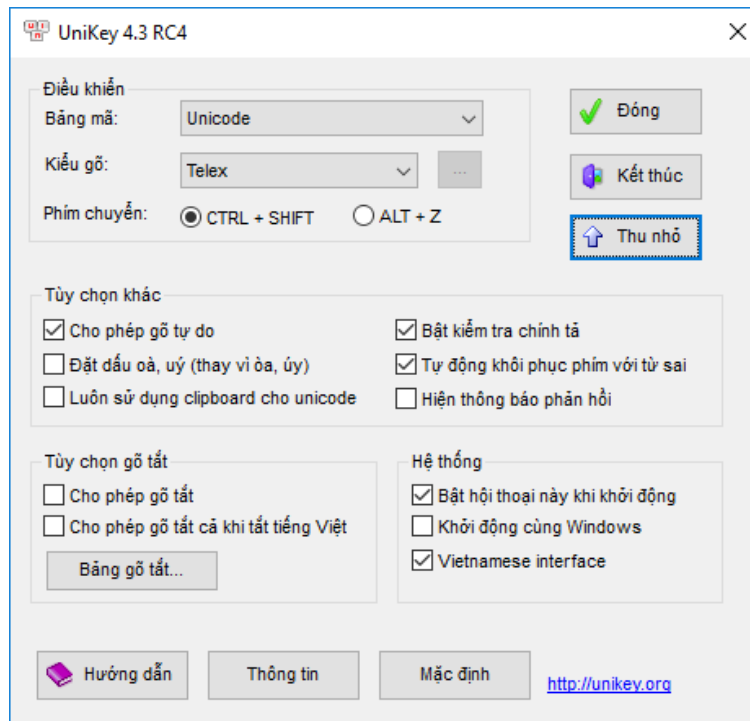 UniKey 4.3 RC4
Điều khiển
Bảng mã: Unicode
Đóng
Kiểu gõ: Telex ...
Kết thúc
Phím chuyển: CTRL + SHIFT ALT + Z
Thu nhỏ
Tùy chọn khác
Cho phép gõ tự do
Bật kiểm tra chính tả
Đặt dấu oà, uý (thay vì òa, úy)
Tự động khôi phục phím với từ sai
Luôn sử dụng clipboard cho unicode
Hiện thông báo phản hồi
Tùy chọn gõ tắt
Cho phép gõ tắt
Cho phép gõ tắt cả khi tắt tiếng Việt
Bảng gõ tắt...
Hệ thống
Bật hội thoại này khi khởi động
Khởi động cùng Windows
Vietnamese interface
Hướng dẫn
Thông tin
Mặc định
http://unikey.org